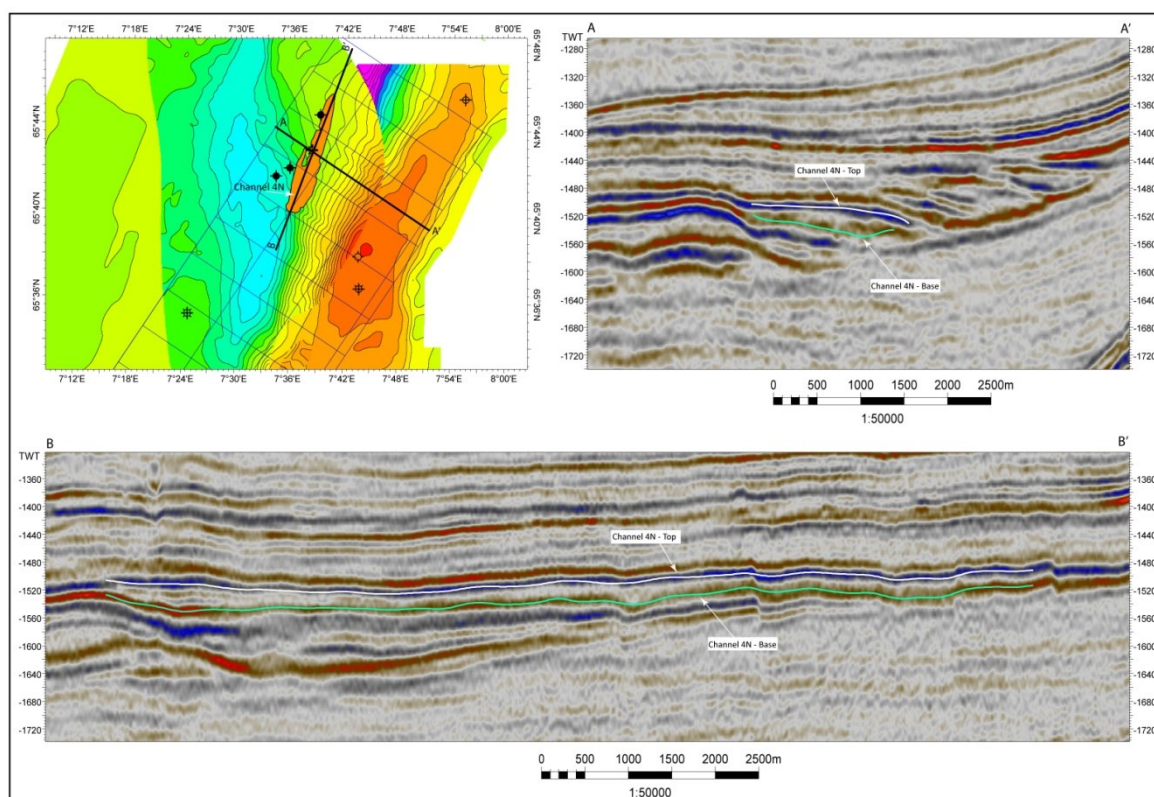 7°12'E 7°18'E 7°24'E 7°30'E 7°36'E 7°42'E 7°48'E 7°54'E 8°00'E
65°48'N
65°44'N
65°44'N
A
B'
Channel 4N
65°40'N
65°40'N
A'
B
65°36'N
65°36'N
7°12'E 7°18'E 7°24'E 7°30'E 7°36'E 7°42'E 7°48'E 7°54'E 8°00'E
A A'
TWT
-1280 -1280
-1320 -1320
-1360 -1360
-1400 -1400
-1440 -1440
Channel 4N - Top
-1480 -1480
-1520 -1520
-1560 -1560
Channel 4N - Base
-1600 -1600
-1640 -1640
-1680 -1680
-1720 -1720
0 500 1000 1500 2000 2500m
1:50000
B B'
TWT
-1360 -1360
-1400 -1400
-1440 -1440
Channel 4N - Top
-1480 -1480
-1520 -1520
-1560 -1560
Channel 4N - Base
-1600 -1600
-1640 -1640
-1680 -1680
-1720 -1720
0 500 1000 1500 2000 2500m
1:50000